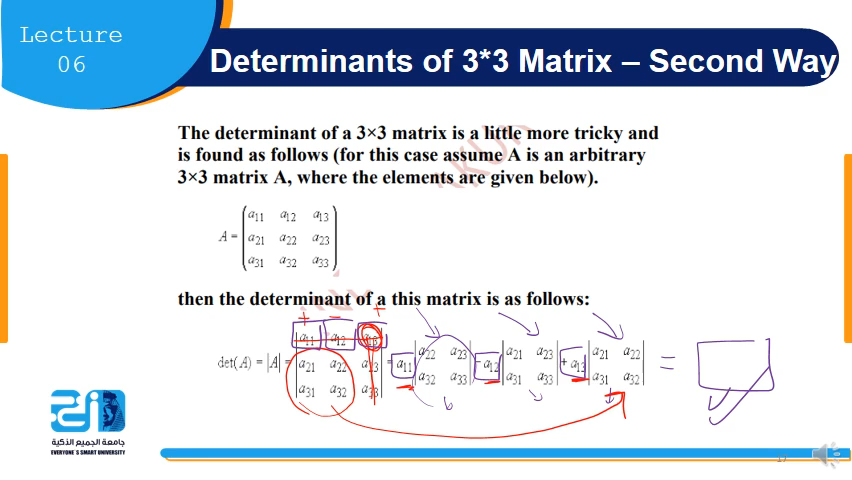 Lecture
06
Determinants of 3*3 Matrix – Second Way
The determinant of a 3×3 matrix is a little more tricky and
is found as follows (for this case assume A is an arbitrary
3×3 matrix A, where the elements are given below).
a11 a12 a13
A = a21 a22 a23
a31 a32 a33
then the determinant of a this matrix is as follows:
+ − +
a11 a12 a13 a22 a23 a21 a23 a21 a22
det(A) = |A| = a21 a22 a23 = a11 − a12 + a13 =
a31 a32 a33 a32 a33 a31 a33 a31 a32
جامعة الجميع الذكية
EVERYONE'S SMART UNIVERSITY